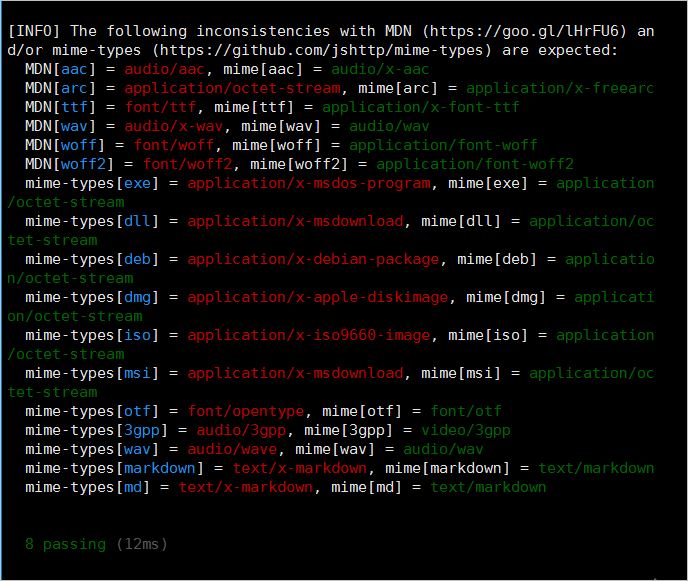 [INFO] The following inconsistencies with MDN (https://goo.gl/lHrFU6) an
d/or mime-types (https://github.com/jshttp/mime-types) are expected:
  MDN[aac] = audio/aac, mime[aac] = audio/x-aac
  MDN[arc] = application/octet-stream, mime[arc] = application/x-freearc
  MDN[ttf] = font/ttf, mime[ttf] = application/x-font-ttf
  MDN[wav] = audio/x-wav, mime[wav] = audio/wav
  MDN[woff] = font/woff, mime[woff] = application/font-woff
  MDN[woff2] = font/woff2, mime[woff2] = application/font-woff2
  mime-types[exe] = application/x-msdos-program, mime[exe] = application
/octet-stream
  mime-types[dll] = application/x-msdownload, mime[dll] = application/oc
tet-stream
  mime-types[deb] = application/x-debian-package, mime[deb] = applicatio
n/octet-stream
  mime-types[dmg] = application/x-apple-diskimage, mime[dmg] = applicati
on/octet-stream
  mime-types[iso] = application/x-iso9660-image, mime[iso] = application
/octet-stream
  mime-types[msi] = application/x-msdownload, mime[msi] = application/oc
tet-stream
  mime-types[otf] = font/opentype, mime[otf] = font/otf
  mime-types[3gpp] = audio/3gpp, mime[3gpp] = video/3gpp
  mime-types[wav] = audio/wave, mime[wav] = audio/wav
  mime-types[markdown] = text/x-markdown, mime[markdown] = text/markdown
  mime-types[md] = text/x-markdown, mime[md] = text/markdown
  8 passing (12ms)